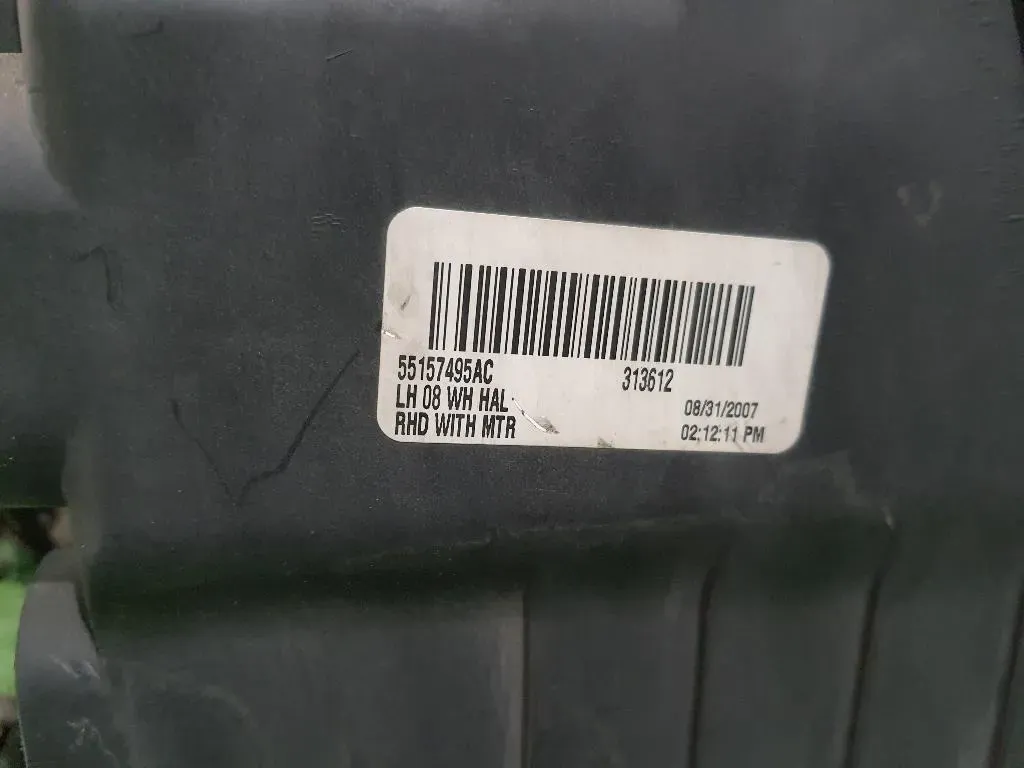 55157495AC 313612
LH 08 WH HAL 08/31/2007
RHD WITH MTR 02:12:11 PM